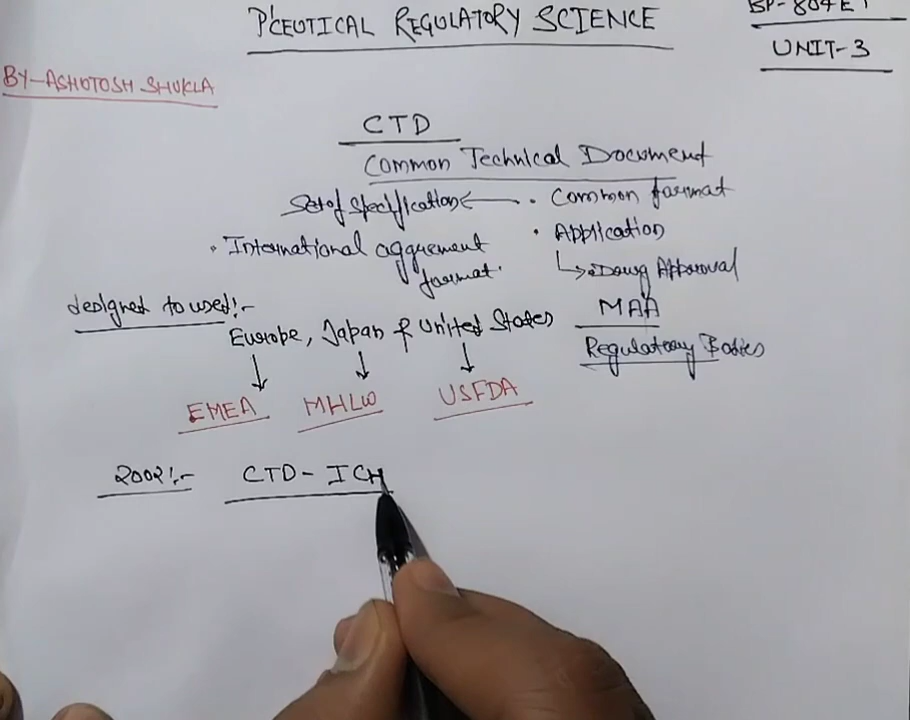 P'CEUTICAL REGULATORY SCIENCE
BP-804ET
UNIT-3
BY-ASHUTOSH SHUKLA
CTD
Common Technical Document
Set of Specification ← • Common format
• International aggrement format.
• Application
↳ • Drug Approval
MAA
Regulatory Bodies
designed to used:-
Europe, Japan & United States
↓ ↓ ↓
EMEA MHLW USFDA
2002:- CTD- ICH